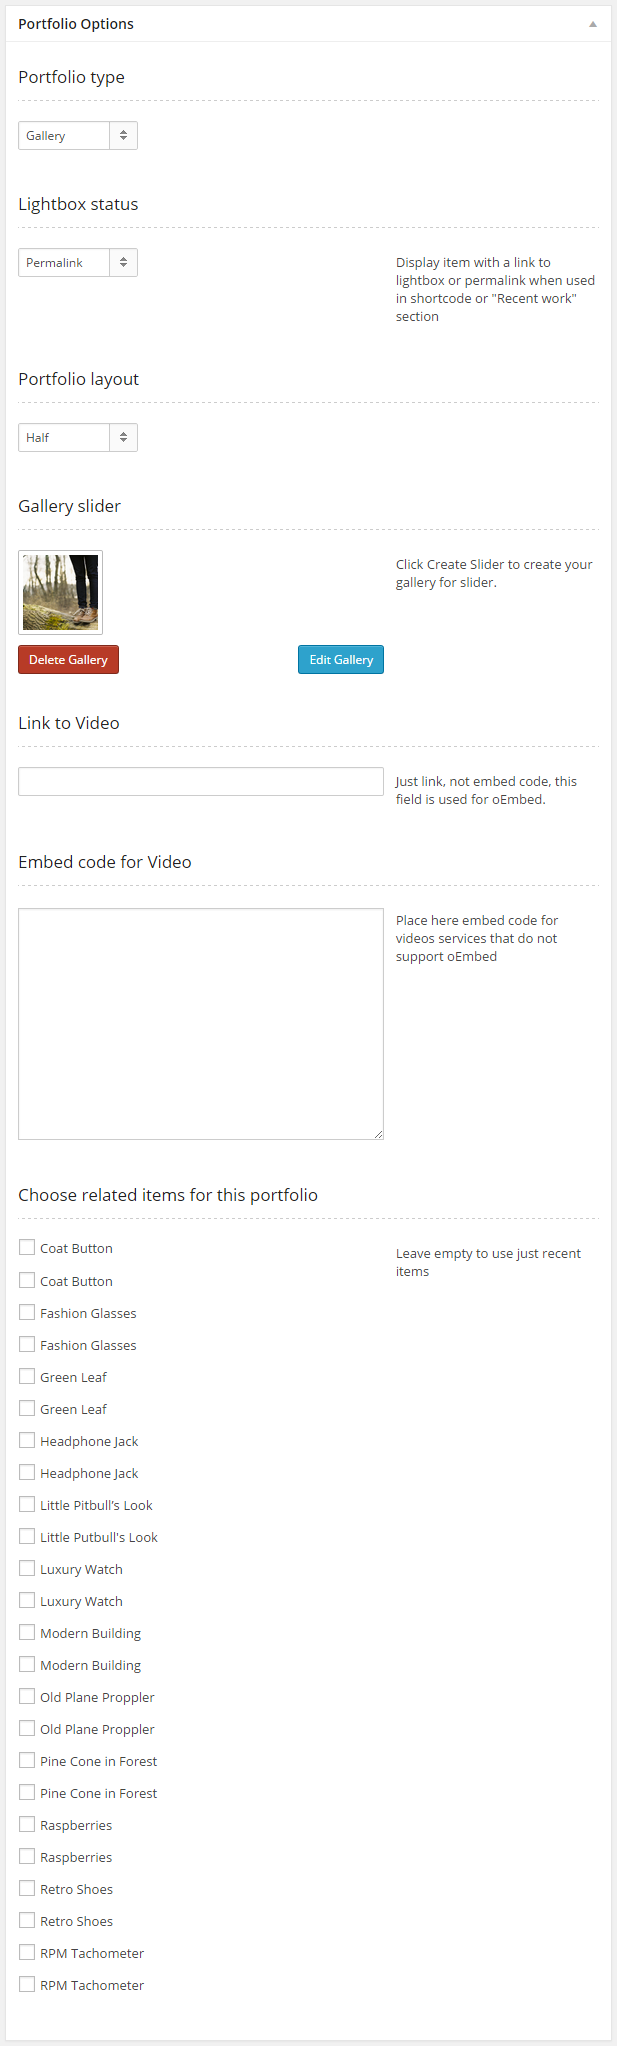 Portfolio Options
Portfolio type
Gallery
Lightbox status
Permalink
Display item with a link to
lightbox or permalink when used
in shortcode or "Recent work"
section
Portfolio layout
Half
Gallery slider
Click Create Slider to create your
gallery for slider.
Delete Gallery
Edit Gallery
Link to Video
Just link, not embed code, this
field is used for oEmbed.
Embed code for Video
Place here embed code for
videos services that do not
support oEmbed
Choose related items for this portfolio
Leave empty to use just recent
items
Coat Button
Coat Button
Fashion Glasses
Fashion Glasses
Green Leaf
Green Leaf
Headphone Jack
Headphone Jack
Little Pitbull’s Look
Little Putbull's Look
Luxury Watch
Luxury Watch
Modern Building
Modern Building
Old Plane Proppler
Old Plane Proppler
Pine Cone in Forest
Pine Cone in Forest
Raspberries
Raspberries
Retro Shoes
Retro Shoes
RPM Tachometer
RPM Tachometer